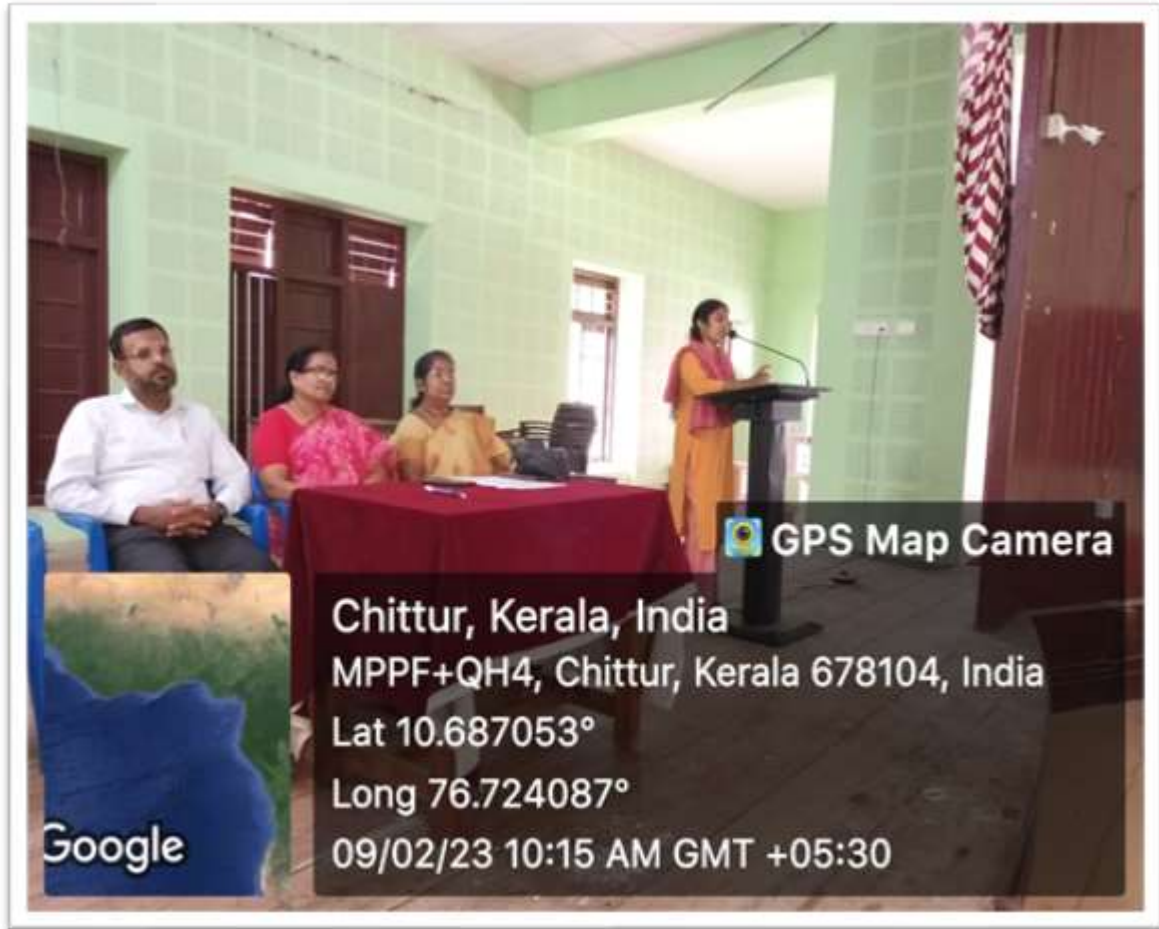 GPS Map Camera
Chittur, Kerala, India
MPPF+QH4, Chittur, Kerala 678104, India
Lat 10.687053°
Long 76.724087°
09/02/23 10:15 AM GMT +05:30
Google